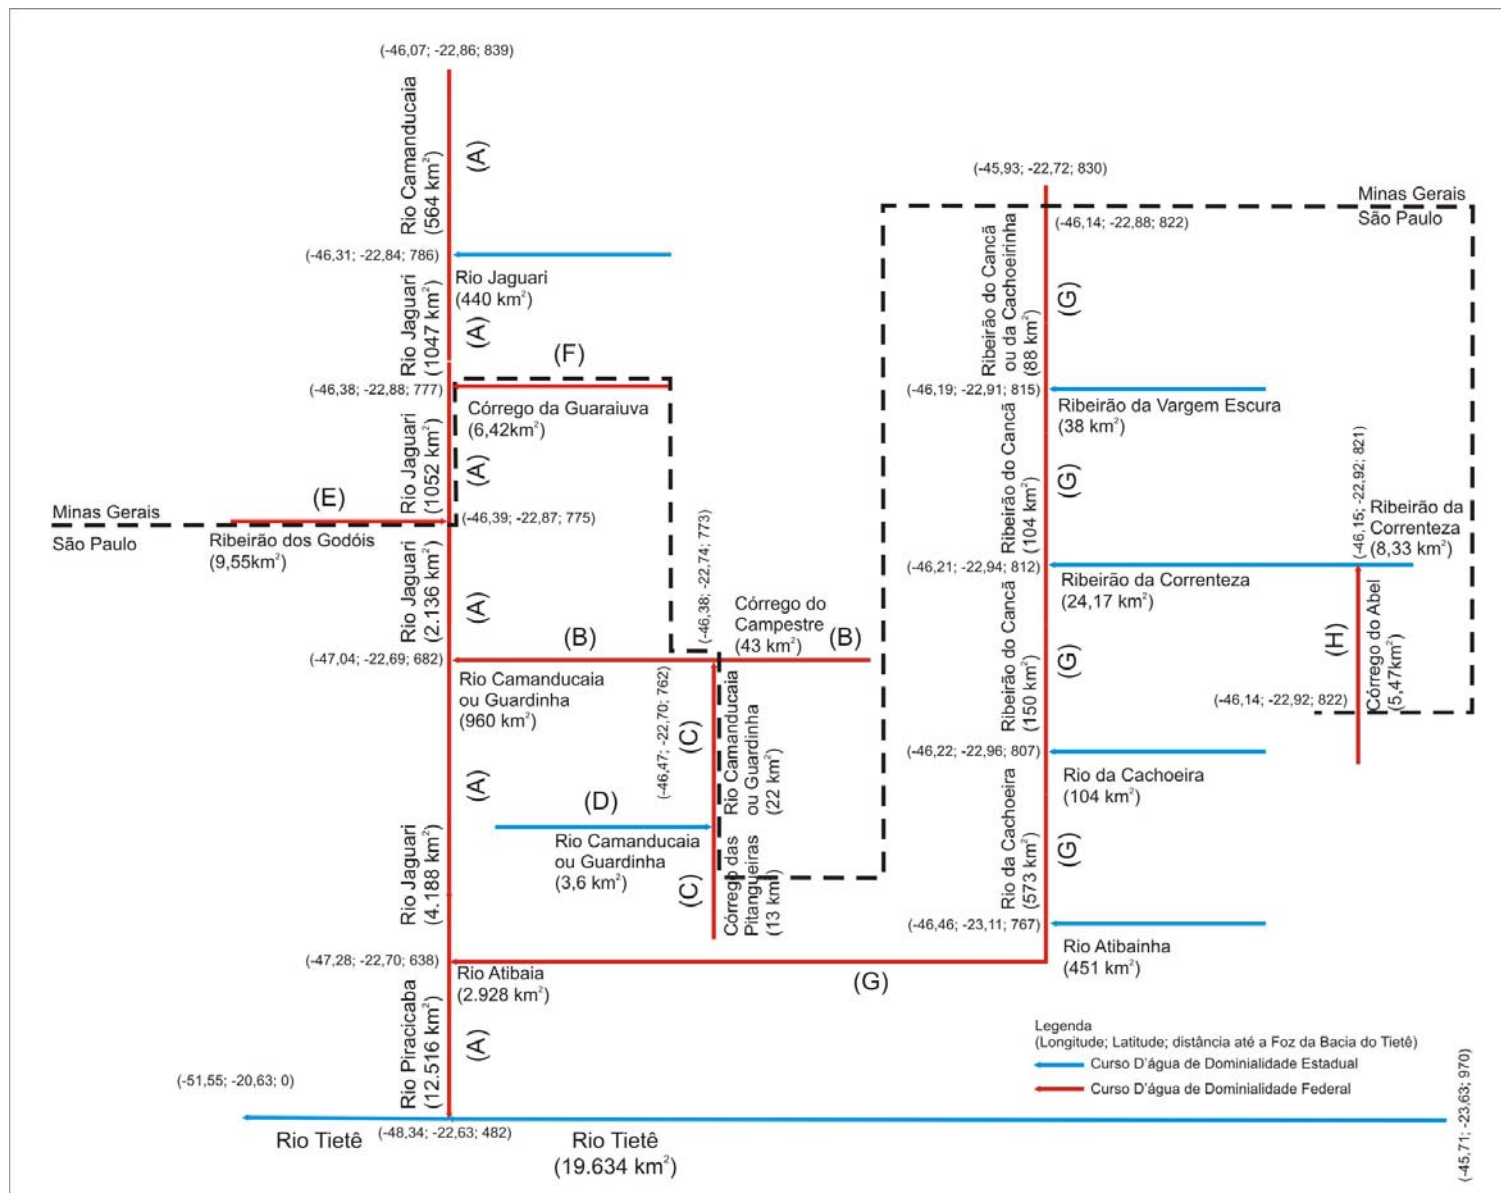 (-46,07; -22,86; 839)
Rio Camanducaia
(564 km²)
(A)
(-46,31; -22,84; 786)
Rio Jaguari
(440 km²)
Rio Jaguari
(1047 km²)
(A)
(F)
(-46,38; -22,88; 777)
Córrego da Guaraiuva
(6,42km²)
Rio Jaguari
(1052 km²)
(A)
(E)
Minas Gerais
São Paulo
Ribeirão dos Godóis
(9,55km²)
(-46,39; -22,87; 775)
Rio Jaguari
(2.136 km²)
(A)
(-46,38; -22,74; 773)
Córrego do
Campestre
(43 km²)
(B)
(B)
(-47,04; -22,69; 682)
Rio Camanducaia
ou Guardinha
(960 km²)
(-46,47; -22,70; 762)
(C)
Rio Camanducaia
ou Guardinha
(22 km²)
(A)
(D)
Rio Camanducaia
ou Guardinha
(3,6 km²)
(C)
Córrego das
Pitangueiras
(13 km²)
Rio Jaguari
(4.188 km²)
(-47,28; -22,70; 638)
Rio Atibaia
(2.928 km²)
(G)
Rio Piracicaba
(12.516 km²)
(A)
(-51,55; -20,63; 0)
Rio Tietê
(-48,34; -22,63; 482)
Rio Tietê
(19.634 km²)
(-45,93; -22,72; 830)
Minas Gerais
São Paulo
(-46,14; -22,88; 822)
Ribeirão do Cancã
ou da Cachoeirinha
(88 km²)
(G)
(-46,19; -22,91; 815)
Ribeirão da Vargem Escura
(38 km²)
Ribeirão do Cancã
(104 km²)
(G)
(-46,15; -22,92; 821)
Ribeirão da
Correnteza
(8,33 km²)
(-46,21; -22,94; 812)
Ribeirão da Correnteza
(24,17 km²)
Ribeirão do Cancã
(150 km²)
(G)
(H)
Córrego do Abel
(5,47km²)
(-46,14; -22,92; 822)
(-46,22; -22,96; 807)
Rio da Cachoeira
(104 km²)
Rio da Cachoeira
(573 km²)
(G)
(-46,46; -23,11; 767)
Rio Atibainha
(451 km²)
Legenda
(Longitude; Latitude; distância até a Foz da Bacia do Tietê)
Curso D'água de Dominialidade Estadual
Curso D'água de Dominialidade Federal
(-45,71; -23,63; 970)